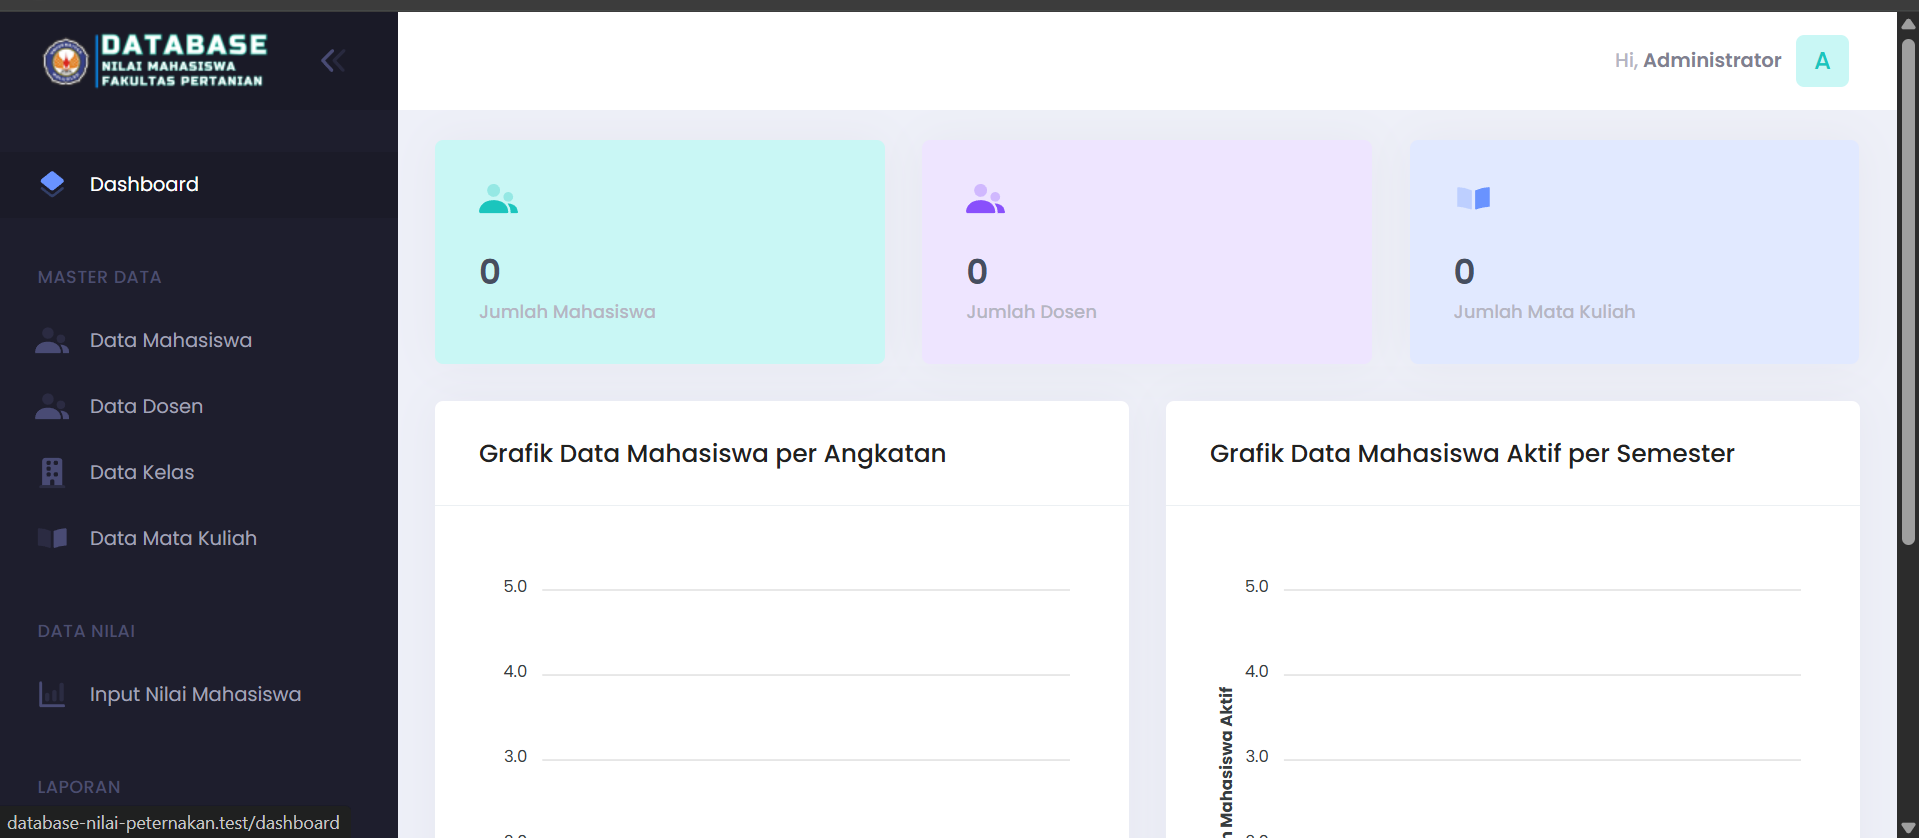 DATABASE
NILAI MAHASISWA
FAKULTAS PERTANIAN
Hi, Administrator
A
Dashboard
MASTER DATA
Data Mahasiswa
Data Dosen
Data Kelas
Data Mata Kuliah
DATA NILAI
Input Nilai Mahasiswa
LAPORAN
database-nilai-peternakan.test/dashboard
0
Jumlah Mahasiswa
0
Jumlah Dosen
0
Jumlah Mata Kuliah
Grafik Data Mahasiswa per Angkatan
5.0
4.0
3.0
Grafik Data Mahasiswa Aktif per Semester
5.0
4.0
3.0
Mahasiswa Aktif